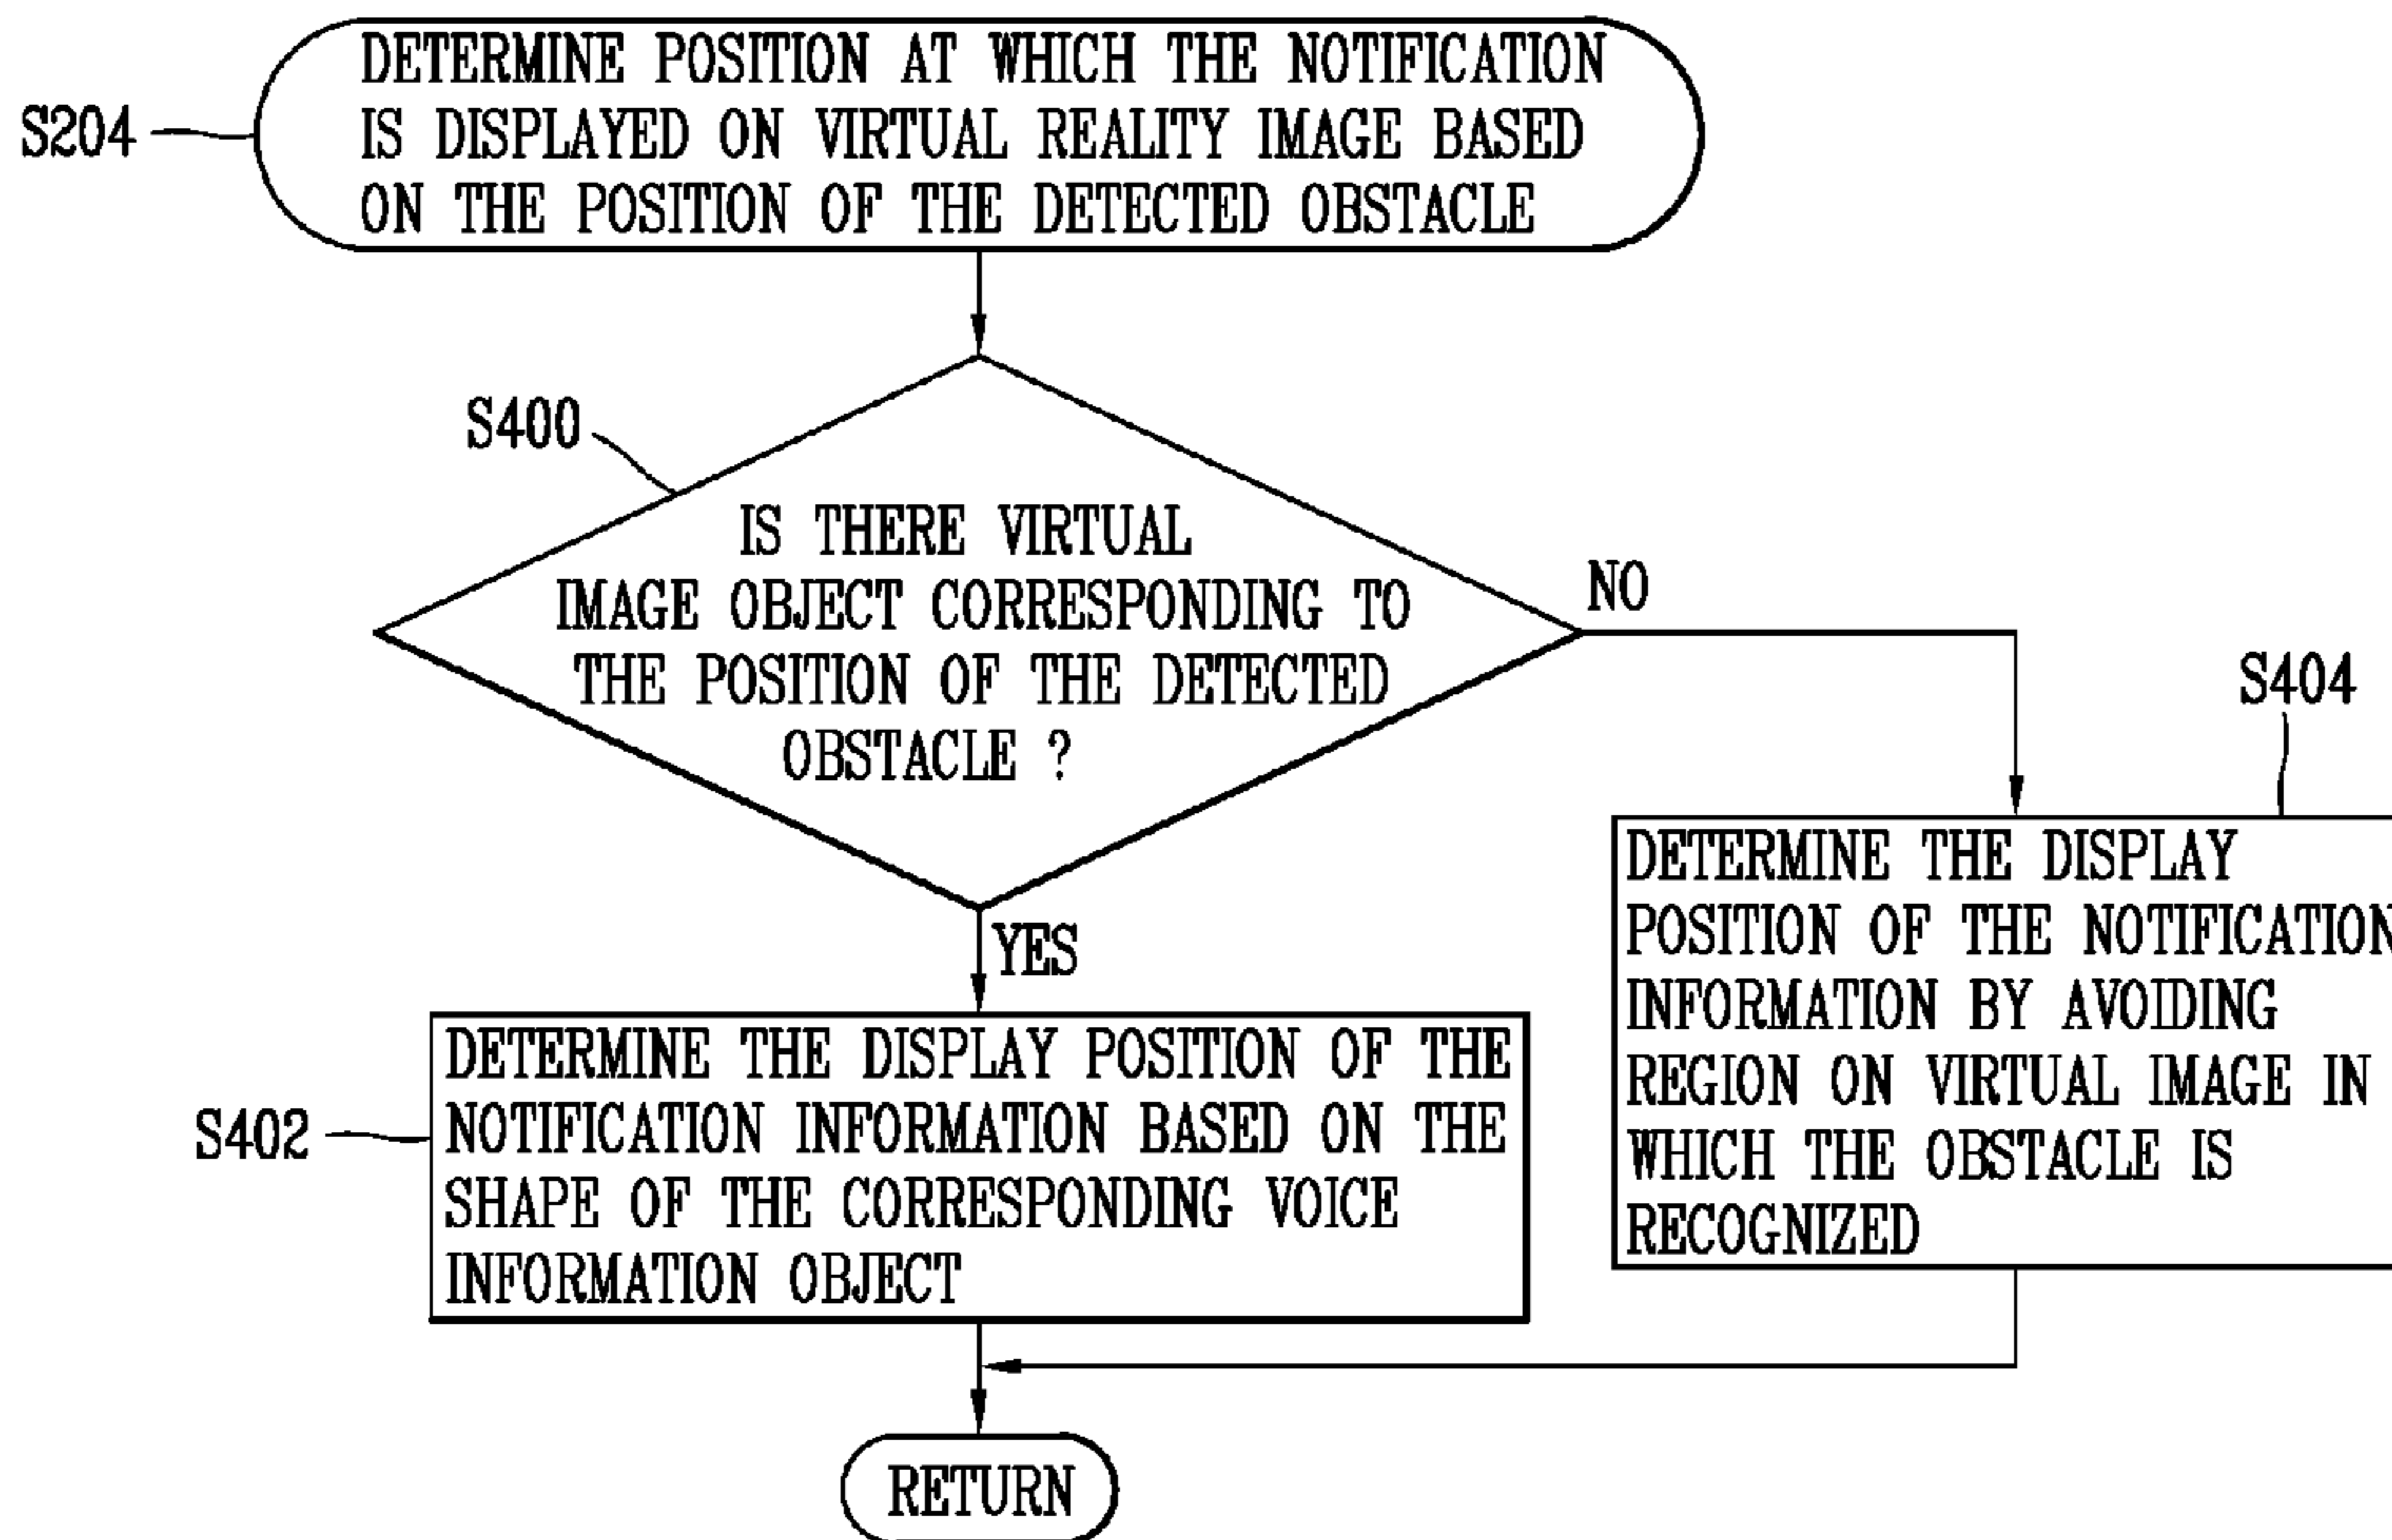 S204
DETERMINE POSITION AT WHICH THE NOTIFICATION
IS DISPLAYED ON VIRTUAL REALITY IMAGE BASED
ON THE POSITION OF THE DETECTED OBSTACLE
S400
IS THERE VIRTUAL
IMAGE OBJECT CORRESPONDING TO
THE POSITION OF THE DETECTED
OBSTACLE ?
NO
YES
S402
DETERMINE THE DISPLAY POSITION OF THE
NOTIFICATION INFORMATION BASED ON THE
SHAPE OF THE CORRESPONDING VOICE
INFORMATION OBJECT
S404
DETERMINE THE DISPLAY
POSITION OF THE NOTIFICATION
INFORMATION BY AVOIDING
REGION ON VIRTUAL IMAGE IN
WHICH THE OBSTACLE IS
RECOGNIZED
RETURN